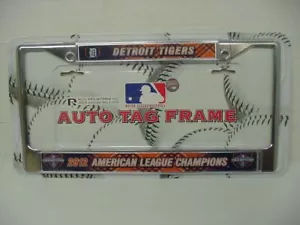 DETROIT TIGERS
AUTO TAG FRAME
2012 AMERICAN LEAGUE CHAMPIONS